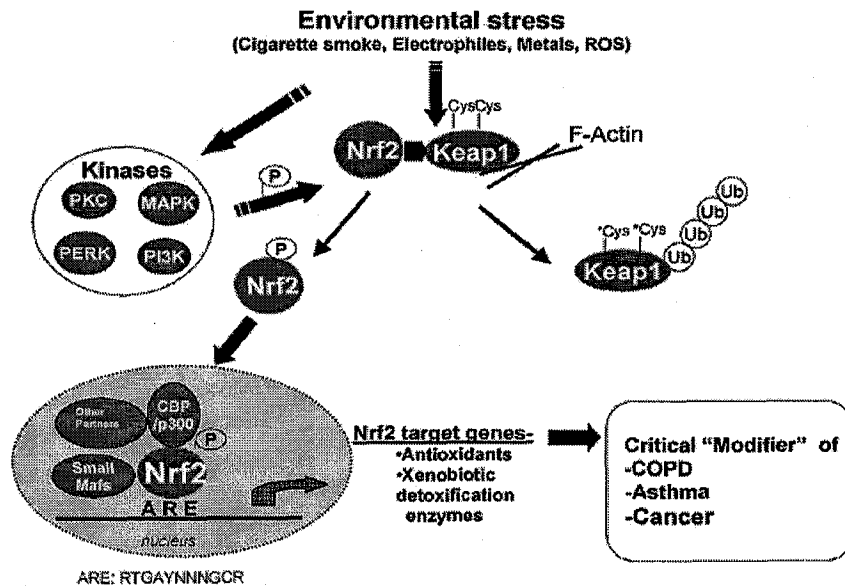 Environmental stress
(Cigarette smoke, Electrophiles, Metals, ROS)
CysCys
Nrf2
Keap1
F-Actin
Kinases
PKC
MAPK
PERK
PI3K
P
P
Nrf2
*Cys *Cys
Keap1
Ub
Ub
Ub
Ub
Other
Partners
CBP
/p300
P
Small
Mafs
Nrf2
ARE
nucleus
ARE: RTGAYNNNGCR
Nrf2 target genes-
•Antioxidants
•Xenobiotic
detoxification
enzymes
Critical "Modifier" of
-COPD
-Asthma
-Cancer